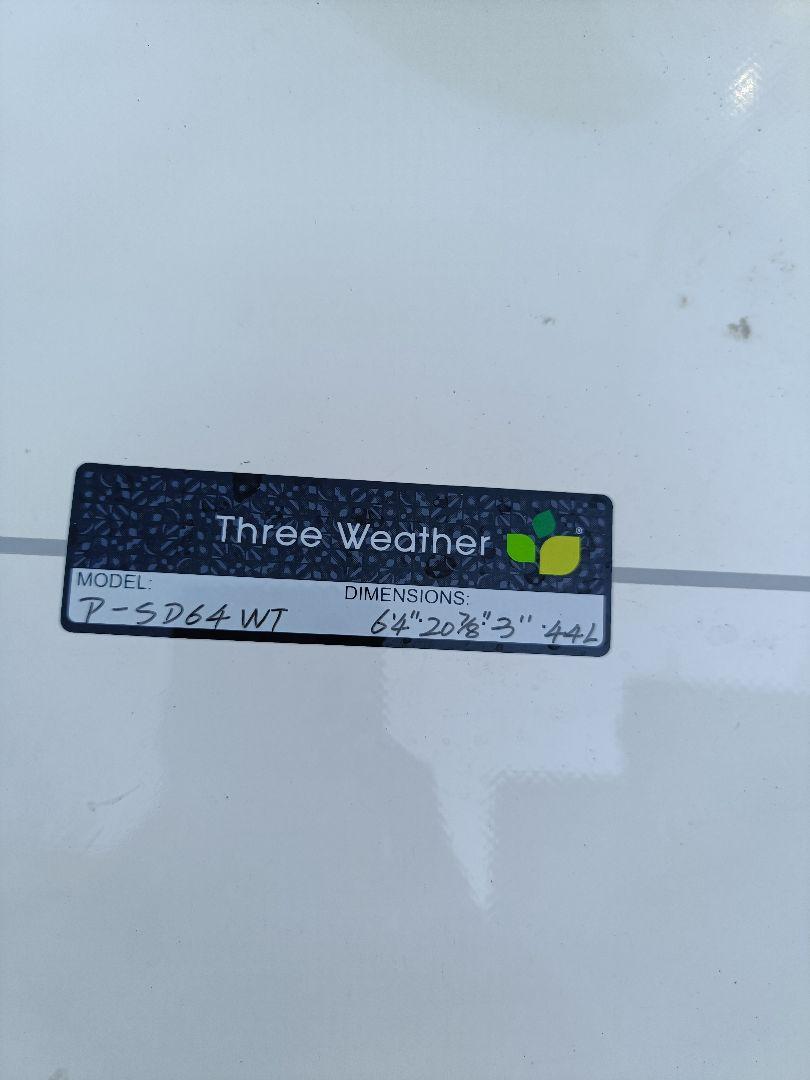 Three Weather ®
MODEL: DIMENSIONS:
P-SD64 WT 6'4" 20⅞" 3" 44L